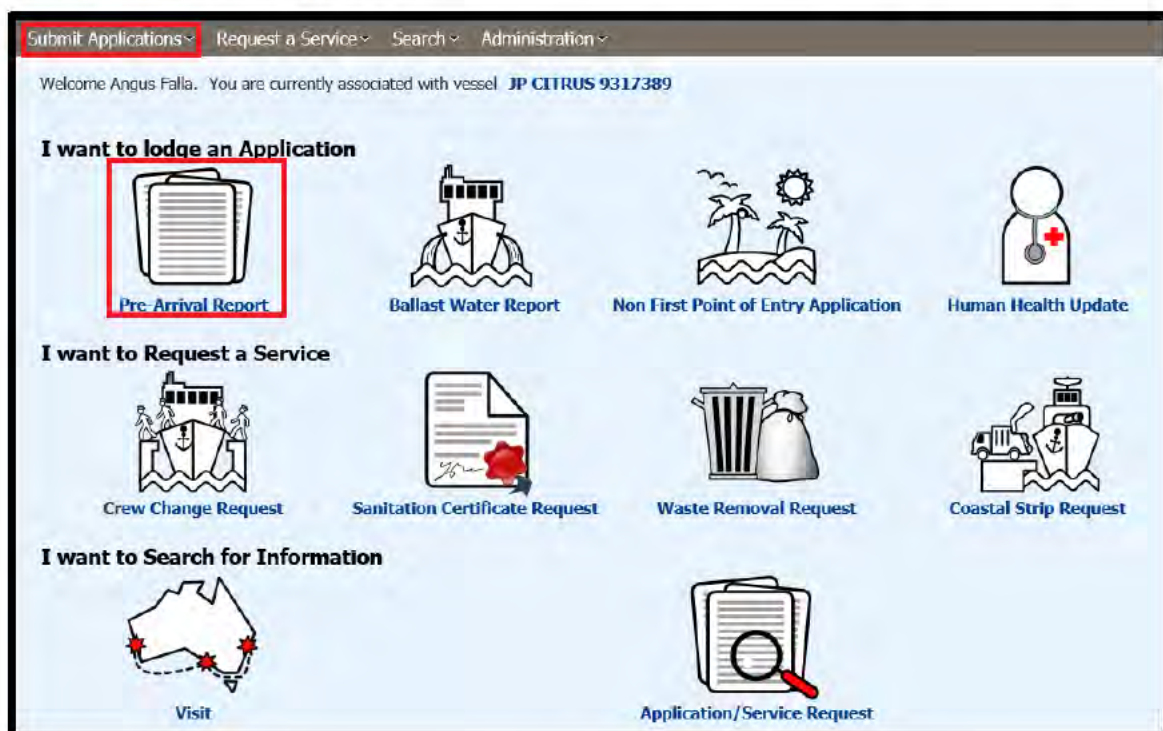 Submit Applications Request a Service Search Administration
Welcome Angus Falla. You are currently associated with vessel JP CITRUS 9317389
I want to lodge an Application
Pre-Arrival Report Ballast Water Report Non First Point of Entry Application Human Health Update
I want to Request a Service
Crew Change Request Sanitation Certificate Request Waste Removal Request Coastal Strip Request
I want to Search for Information
Visit Application/Service Request